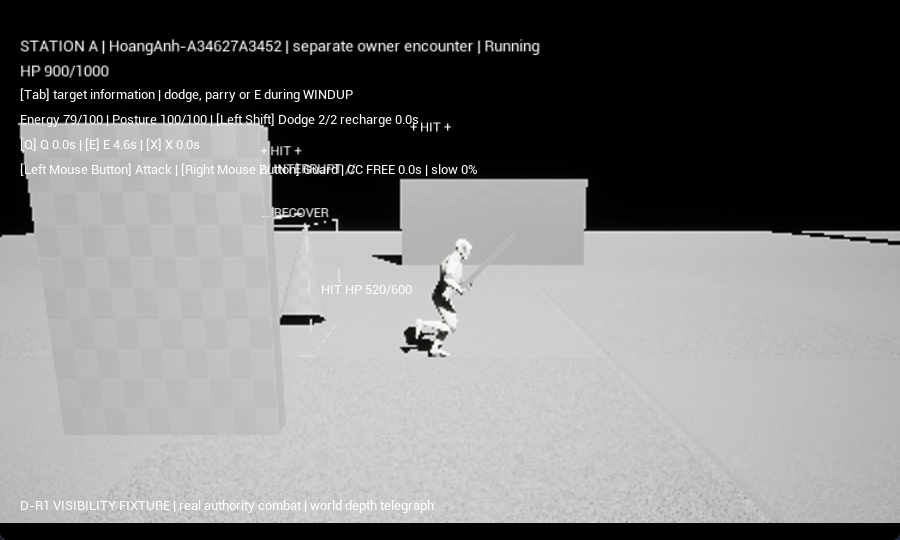 STATION A | HoangAnh-A34627A3452 | separate owner encounter | Running
HP 900/1000
[Tab] target information | dodge, parry or E during WINDUP
Energy 79/100 | Posture 100/100 | [Left Shift] Dodge 2/2 recharge 0.0s
+ HIT +
[Q] Q 0.0s | [E] E 4.6s | [X] X 0.0s
+ HIT +
[Left Mouse Button] Attack | [Right Mouse Button] Guard | CC FREE 0.0s | slow 0%
INTERRUPT
... RECOVER
HIT HP 520/600
D-R1 VISIBILITY FIXTURE | real authority combat | world depth telegraph